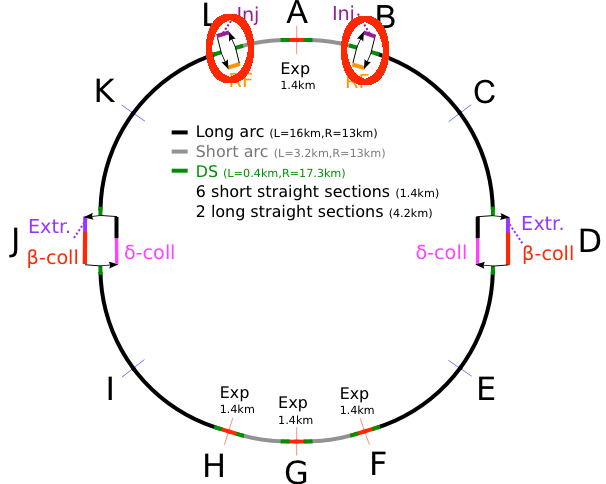 L
A
B
Inj
Inj.
RF
Exp
1.4km
RF
K
C
Long arc (L=16km,R=13km)
Short arc (L=3.2km,R=13km)
DS (L=0.4km,R=17.3km)
6 short straight sections (1.4km)
2 long straight sections (4.2km)
J
Extr.
β-coll
δ-coll
δ-coll
Extr.
β-coll
D
I
E
Exp
1.4km
Exp
1.4km
Exp
1.4km
H
G
F